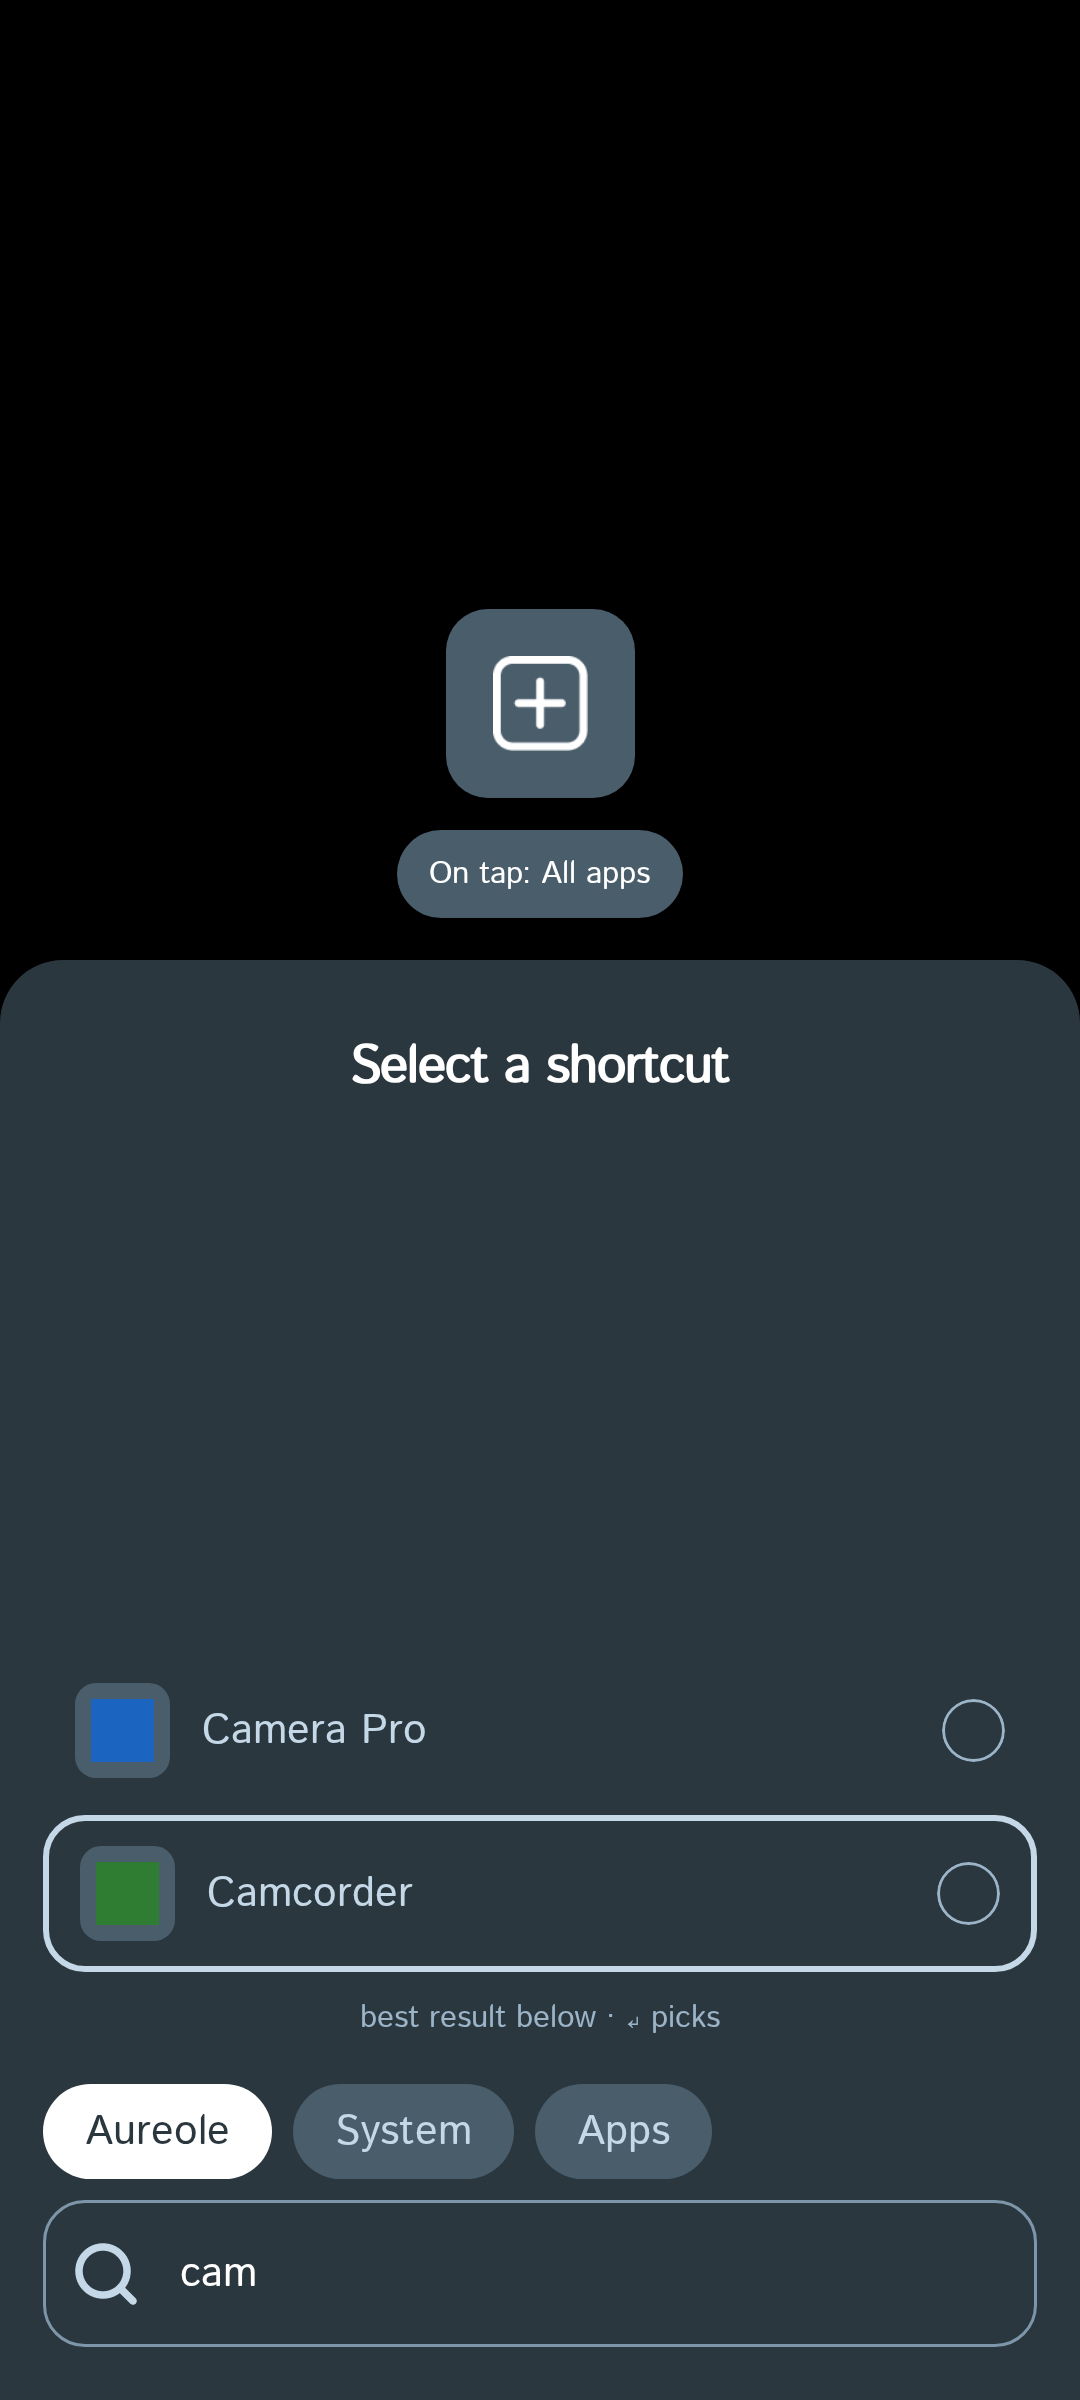 On tap: All apps
Select a shortcut
Camera Pro
Camcorder
best result below · ↲ picks
Aureole
System
Apps
cam